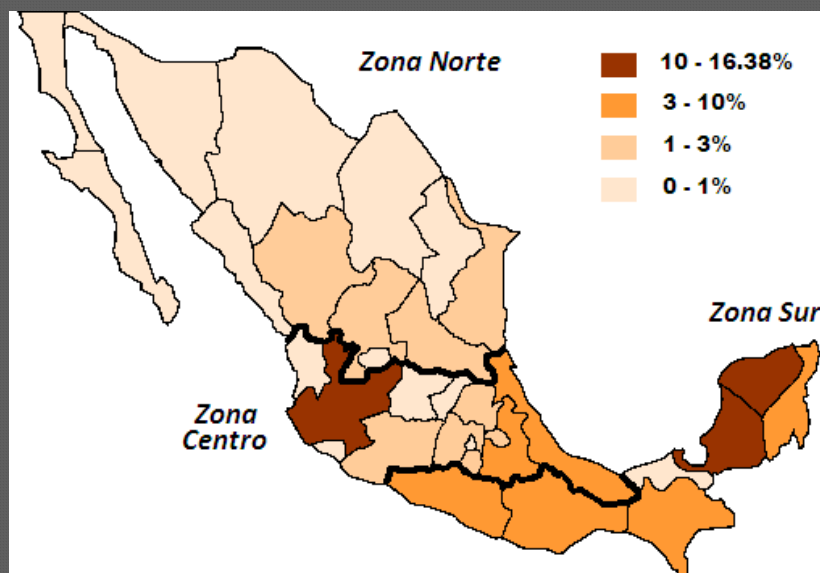 Zona Norte
10 - 16.38%
3 - 10%
1 - 3%
0 - 1%
Zona Sur
Zona
Centro